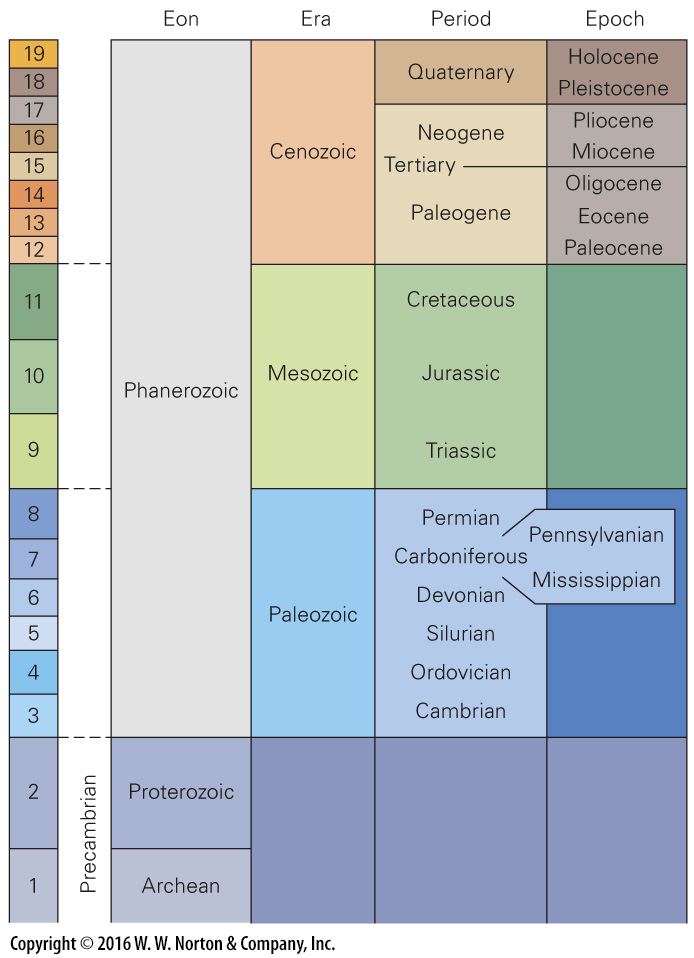 Eon Era Period Epoch
19
18
17
16
15
14
13
12
11
10
9
8
7
6
5
4
3
2
1
Precambrian
Phanerozoic
Proterozoic
Archean
Cenozoic
Mesozoic
Paleozoic
Quaternary
Neogene
Tertiary
Paleogene
Cretaceous
Jurassic
Triassic
Permian
Carboniferous
Devonian
Silurian
Ordovician
Cambrian
Holocene
Pleistocene
Pliocene
Miocene
Oligocene
Eocene
Paleocene
Pennsylvanian
Mississippian
Copyright © 2016 W. W. Norton & Company, Inc.